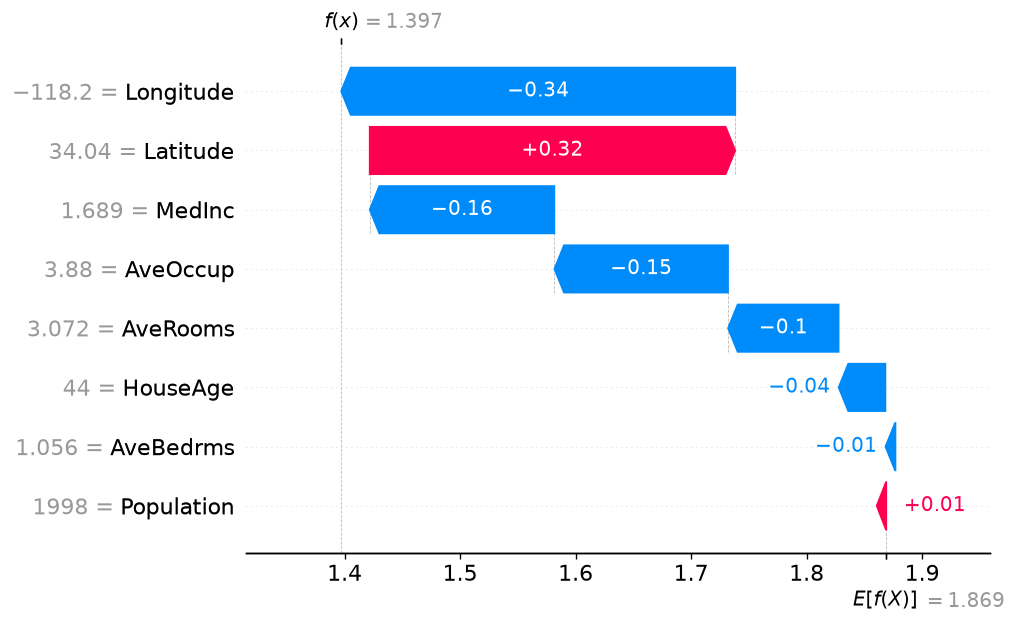 f(x) = 1.397
−118.2 = Longitude −0.34
34.04 = Latitude +0.32
1.689 = MedInc −0.16
3.88 = AveOccup −0.15
3.072 = AveRooms −0.1
44 = HouseAge −0.04
1.056 = AveBedrms −0.01
1998 = Population +0.01
1.4 1.5 1.6 1.7 1.8 1.9
E[f(X)] = 1.869